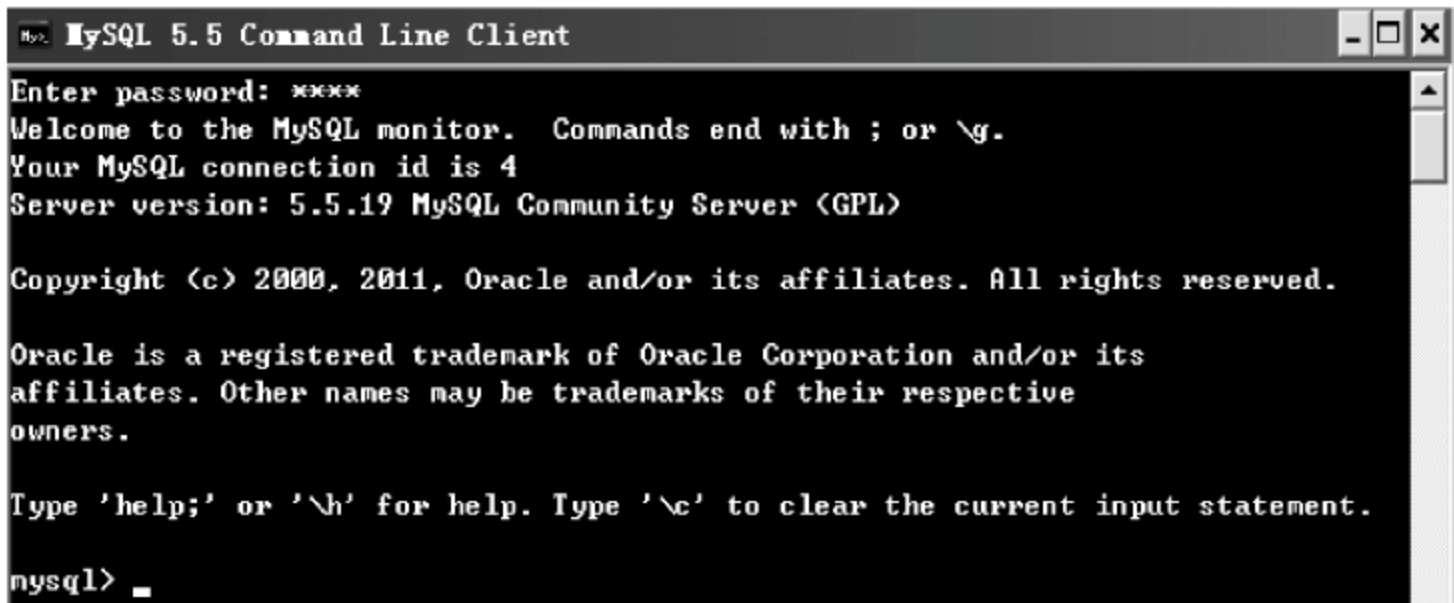 MySQL 5.5 Command Line Client
Enter password: ****
Welcome to the MySQL monitor.  Commands end with ; or \g.
Your MySQL connection id is 4
Server version: 5.5.19 MySQL Community Server (GPL)
Copyright (c) 2000, 2011, Oracle and/or its affiliates. All rights reserved.
Oracle is a registered trademark of Oracle Corporation and/or its
affiliates. Other names may be trademarks of their respective
owners.
Type 'help;' or '\h' for help. Type '\c' to clear the current input statement.
mysql> _